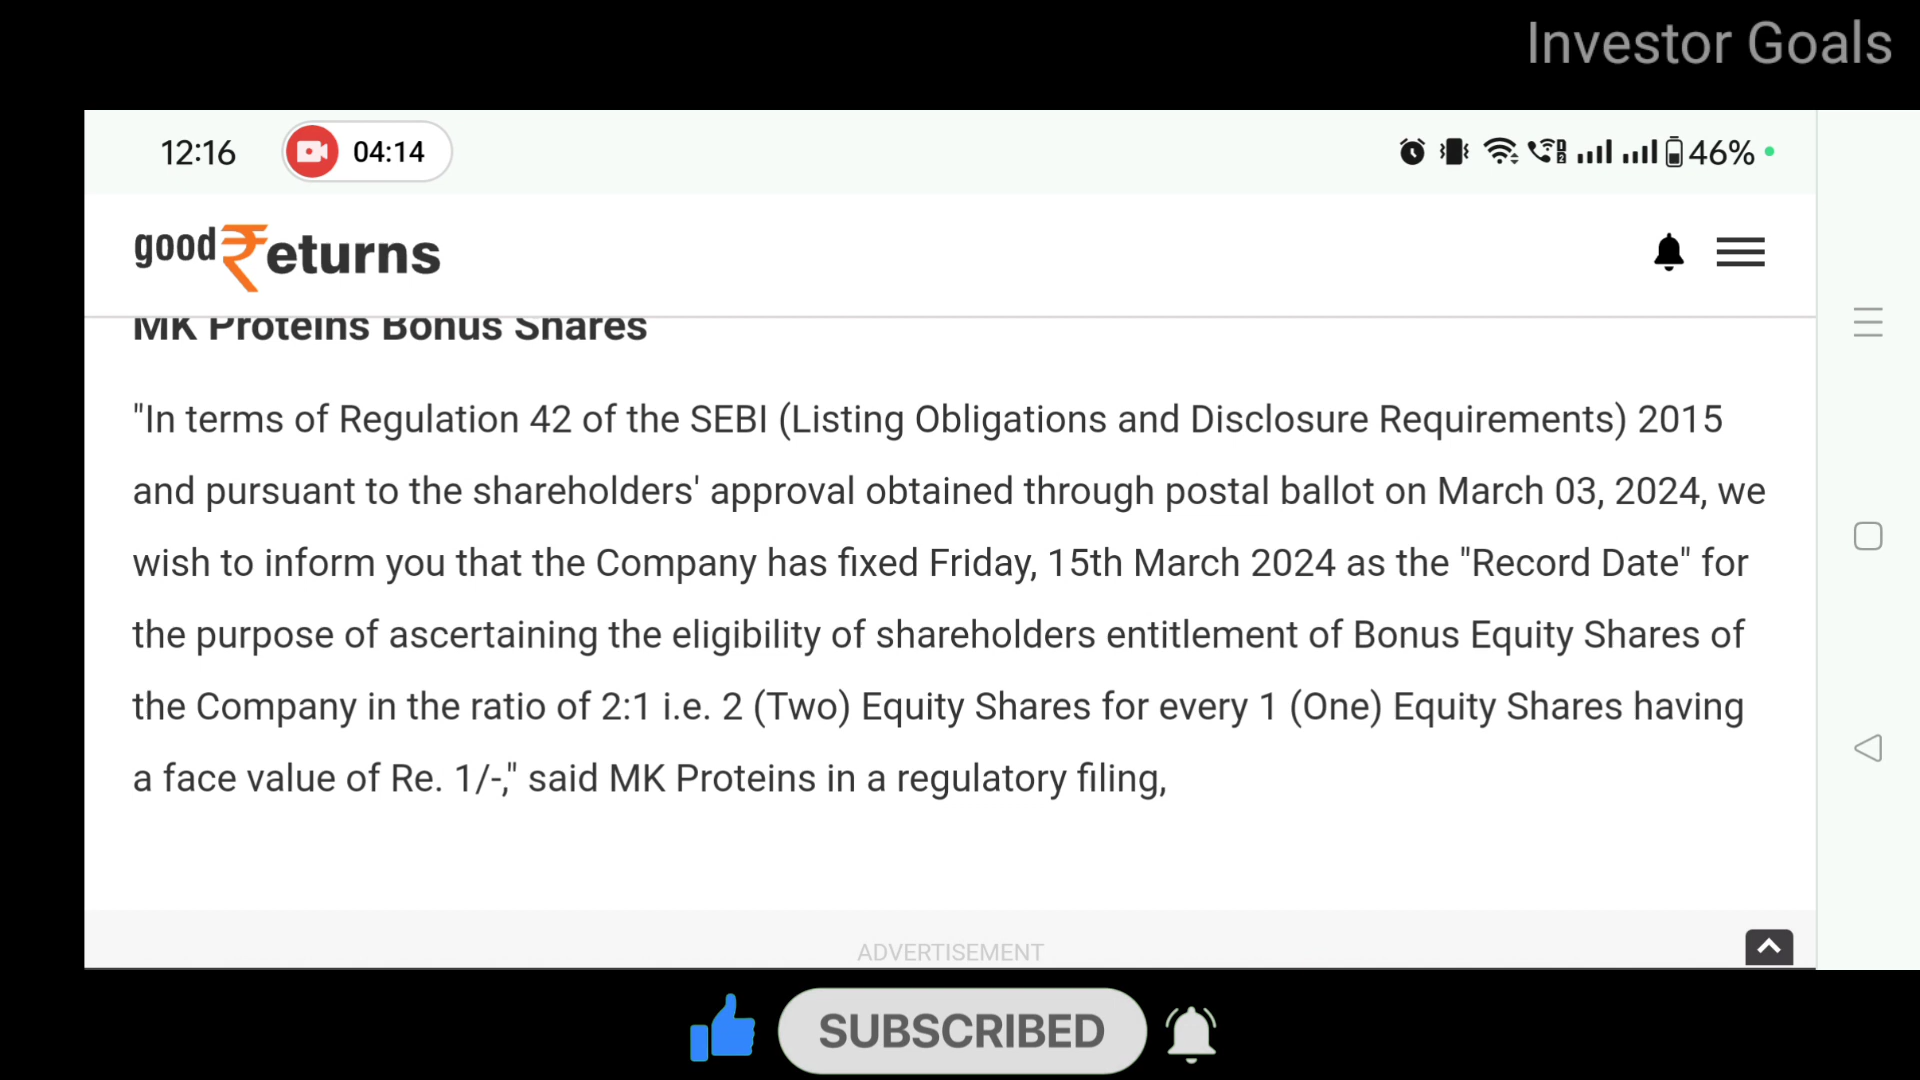 Investor Goals
12:16
04:14
46%
good₹eturns
MK Proteins Bonus Shares
"In terms of Regulation 42 of the SEBI (Listing Obligations and Disclosure Requirements) 2015
and pursuant to the shareholders' approval obtained through postal ballot on March 03, 2024, we
wish to inform you that the Company has fixed Friday, 15th March 2024 as the "Record Date" for
the purpose of ascertaining the eligibility of shareholders entitlement of Bonus Equity Shares of
the Company in the ratio of 2:1 i.e. 2 (Two) Equity Shares for every 1 (One) Equity Shares having
a face value of Re. 1/-," said MK Proteins in a regulatory filing,
ADVERTISEMENT
SUBSCRIBED